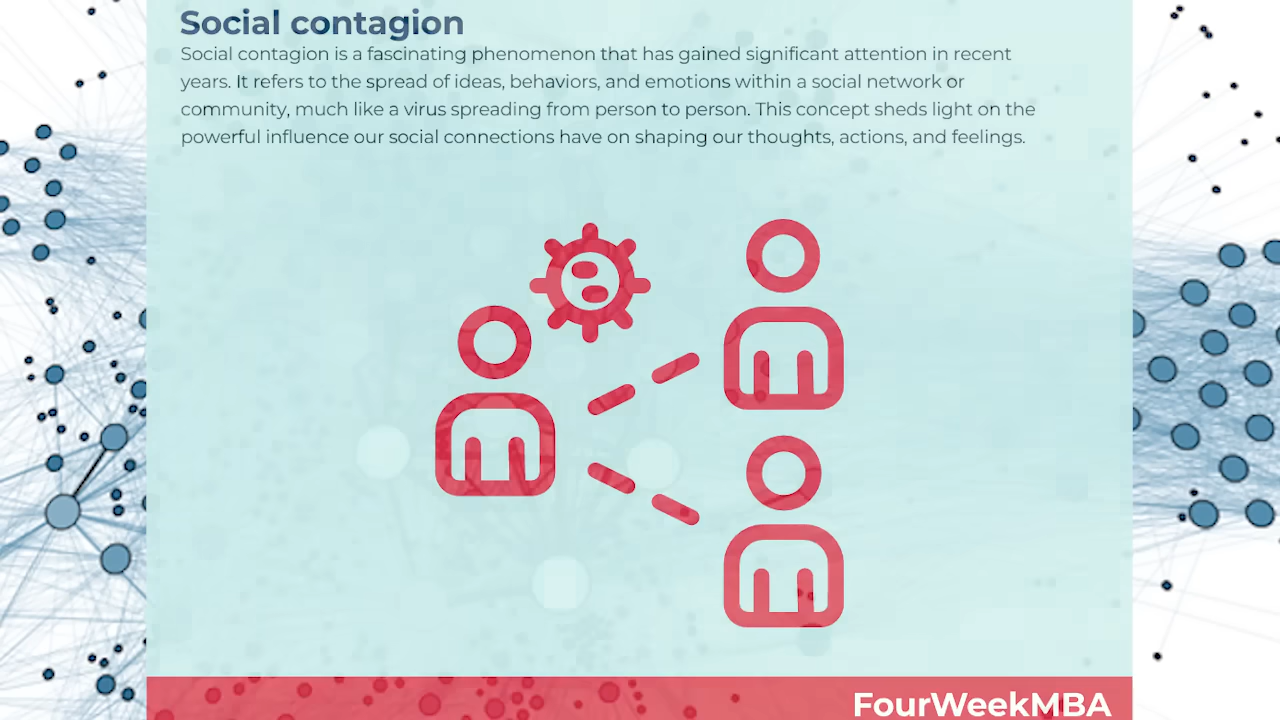 Social contagion
Social contagion is a fascinating phenomenon that has gained significant attention in recent
years. It refers to the spread of ideas, behaviors, and emotions within a social network or
community, much like a virus spreading from person to person. This concept sheds light on the
powerful influence our social connections have on shaping our thoughts, actions, and feelings.
FourWeekMBA